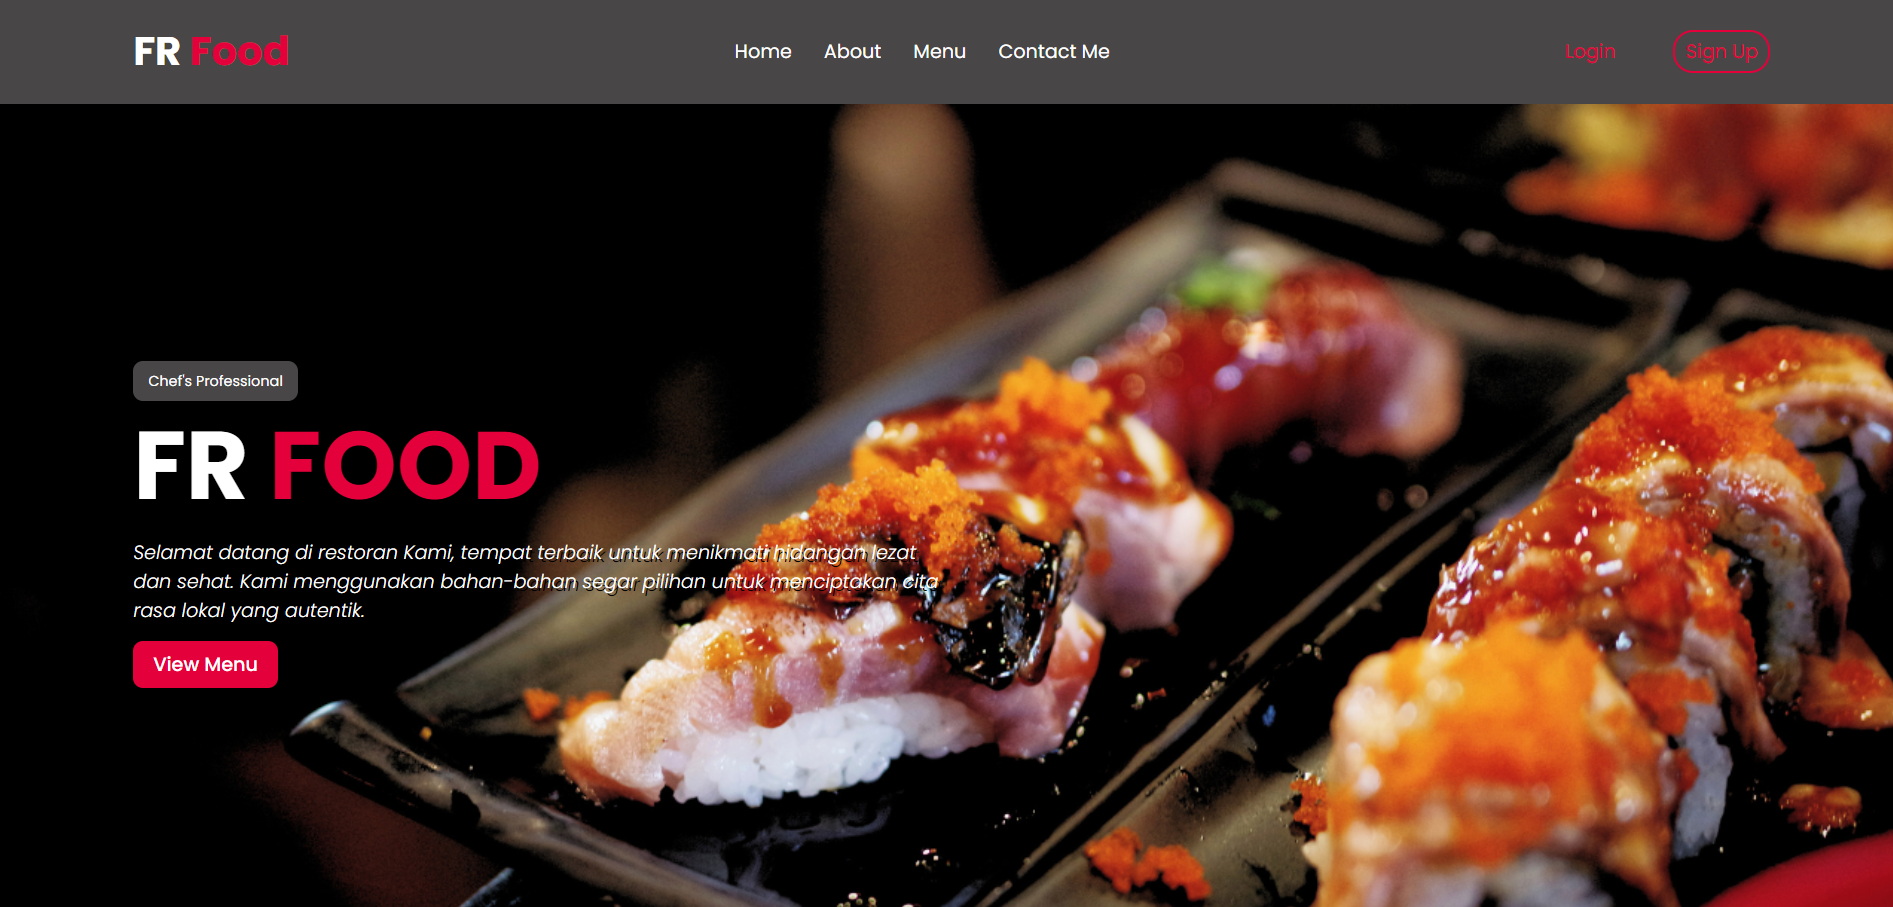 FR Food
Home About Menu Contact Me
Login Sign Up
Chef's Professional
FR FOOD
Selamat datang di restoran Kami, tempat terbaik untuk menikmati hidangan lezat
dan sehat. Kami menggunakan bahan-bahan segar pilihan untuk menciptakan cita
rasa lokal yang autentik.
View Menu